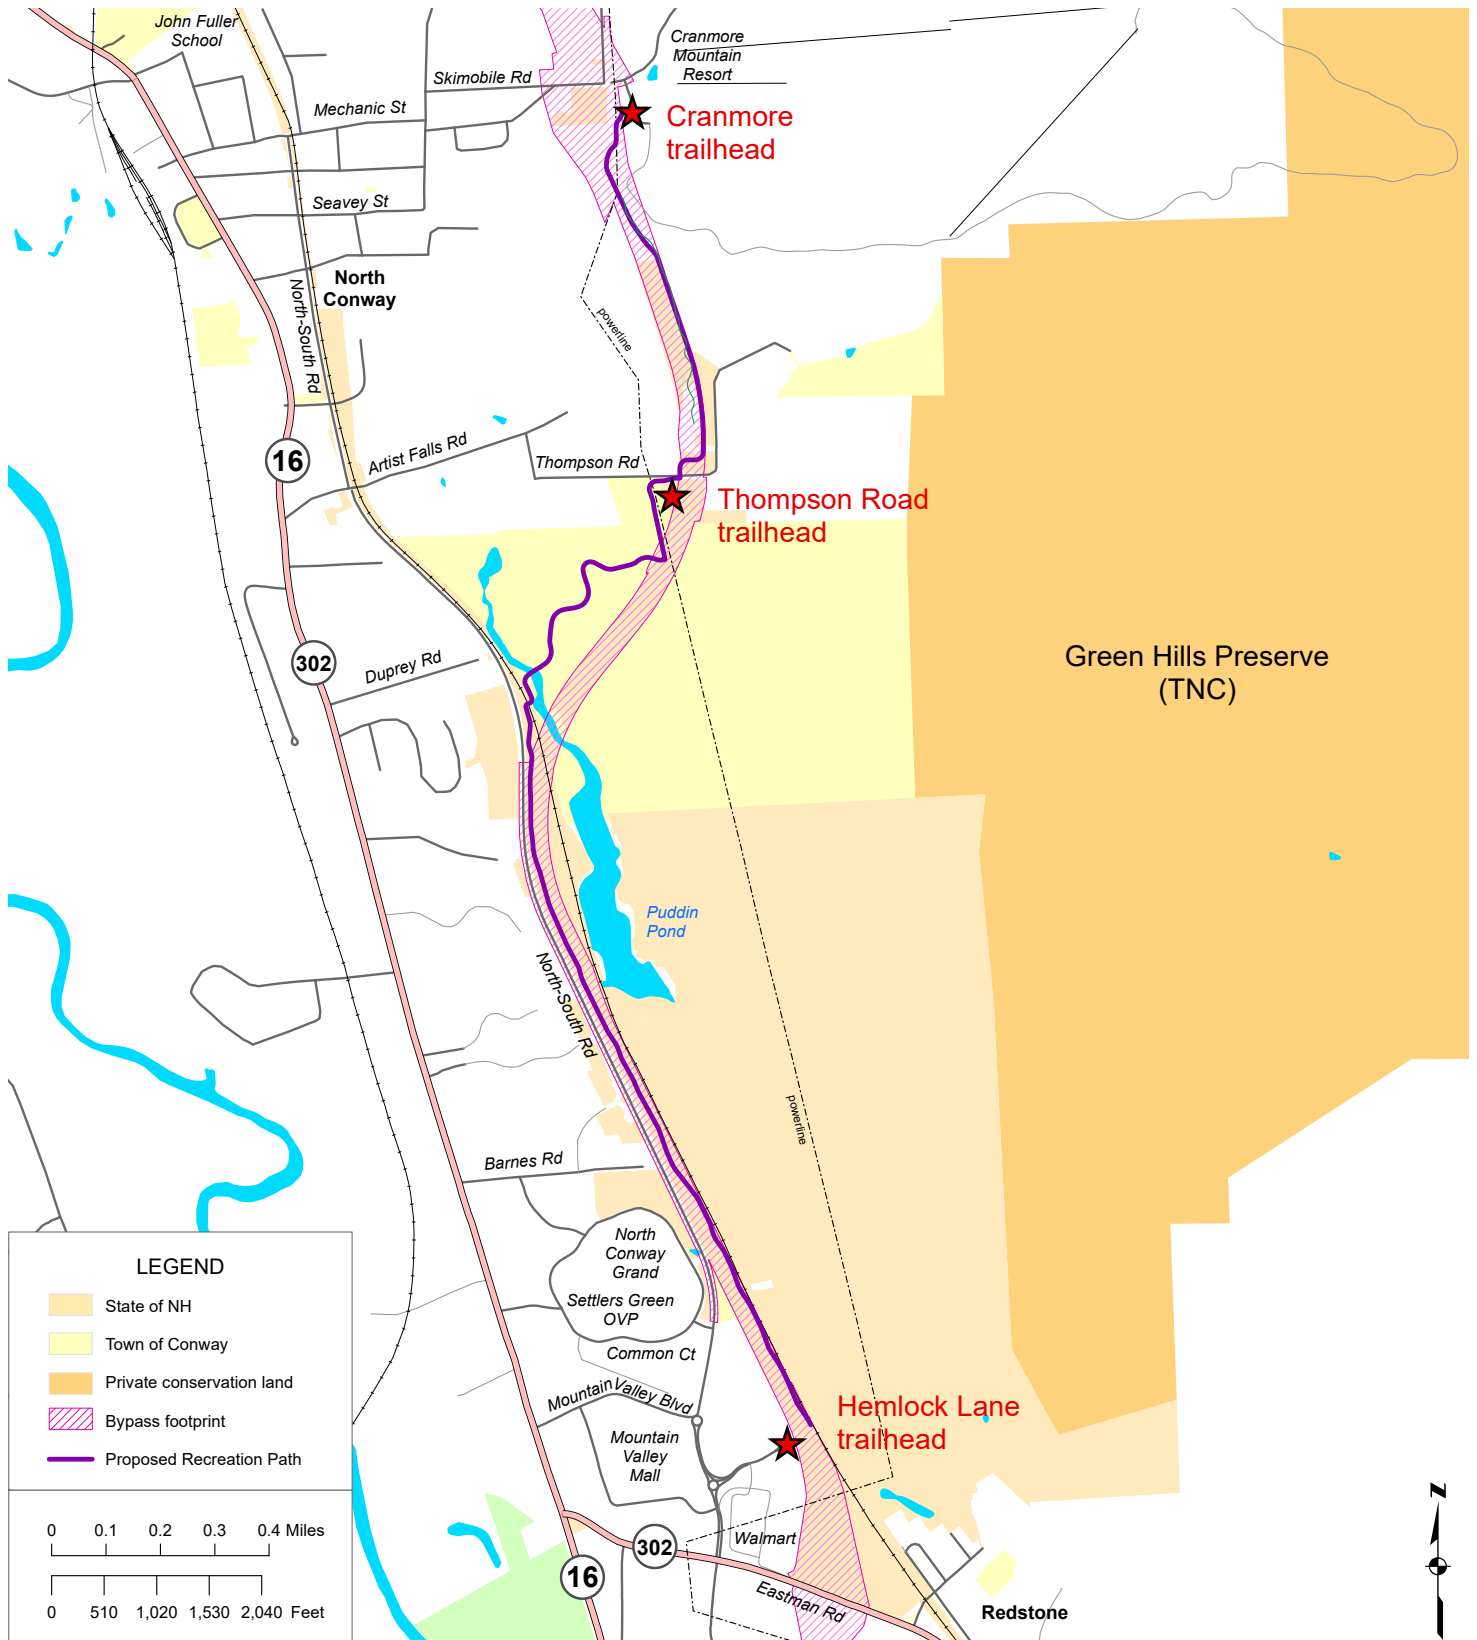 John Fuller
School
Cranmore
Mountain
Resort
Skimobile Rd
Mechanic St
Cranmore
trailhead
Seavey St
North
Conway
North-South Rd
powerline
16
Artist Falls Rd
Thompson Rd
Thompson Road
trailhead
302
Duprey Rd
Green Hills Preserve
(TNC)
Puddin
Pond
North-South Rd
powerline
Barnes Rd
North
Conway
Grand
Settlers Green
OVP
Common Ct
Mountain Valley Blvd
Mountain
Valley
Mall
Hemlock Lane
trailhead
Walmart
302
16
Eastman Rd
Redstone
LEGEND
State of NH
Town of Conway
Private conservation land
Bypass footprint
Proposed Recreation Path
0 0.1 0.2 0.3 0.4 Miles
0 510 1,020 1,530 2,040 Feet
N